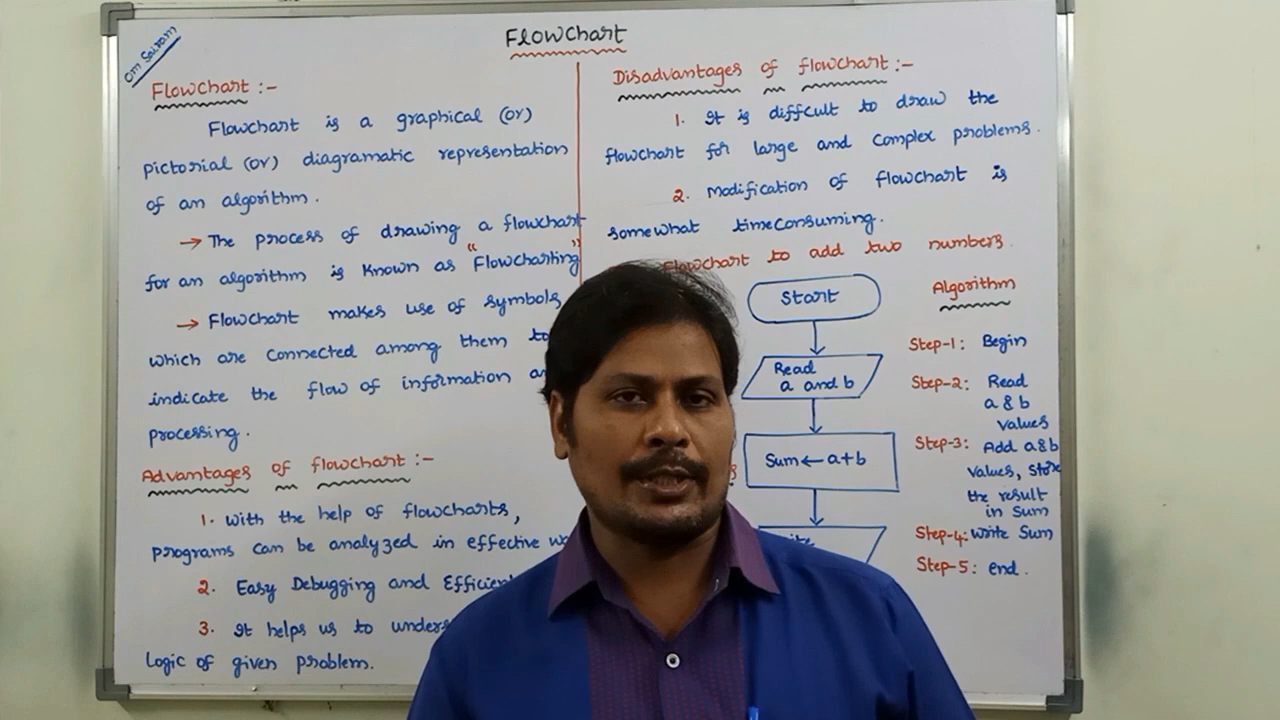 Om Sairam
Flowchart
Flowchart :-
Flowchart is a graphical (or)
pictorial (or) diagramatic representation
of an algorithm.
→ The process of drawing a flowchart
for an algorithm is known as "Flowcharting"
→ Flowchart makes use of symbols
which are connected among them to
indicate the flow of information
processing.
Advantages of flowchart :-
1. With the help of flowcharts,
programs can be analyzed in effective
2. Easy Debugging and
3. It helps us to
logic of given problem.
Disadvantages of flowchart :-
1. It is difficult to draw the
flowchart for large and complex problems.
2. Modification of flowchart is
somewhat timeconsuming.
Flowchart to add two numbers
Start
Read
a and b
Sum ← a+b
Algorithm
Step-1: Begin
Step-2: Read
a & b
values
Step-3: Add a&b
values, store
the result
in sum
Step-4: Write Sum
Step-5: end.